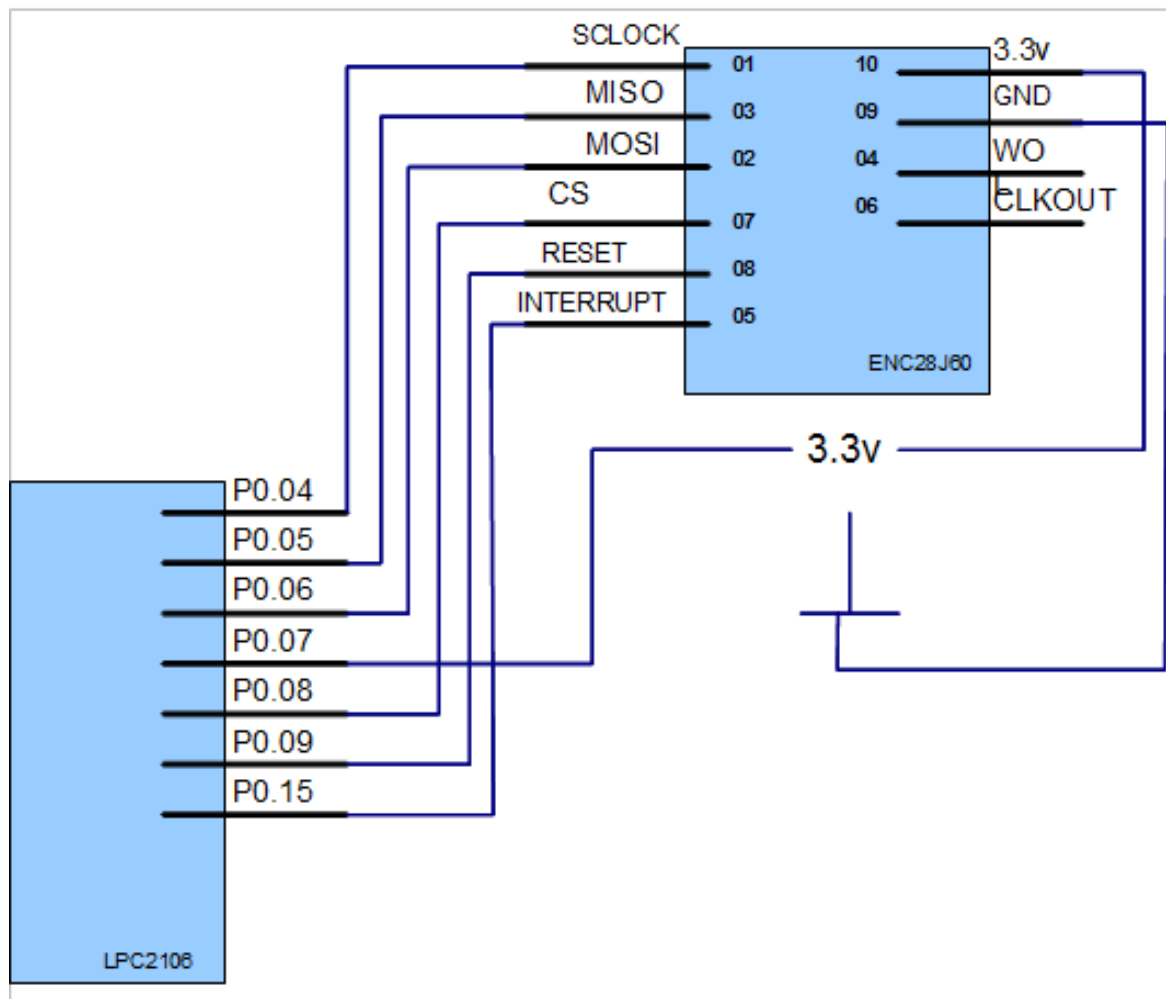 SCLOCK
01
10
3.3v
MISO
03
09
GND
MOSI
02
04
WO
L
CS
07
06
CLKOUT
RESET
08
INTERRUPT
05
ENC28J60
3.3v
P0.04
P0.05
P0.06
P0.07
P0.08
P0.09
P0.15
LPC2106